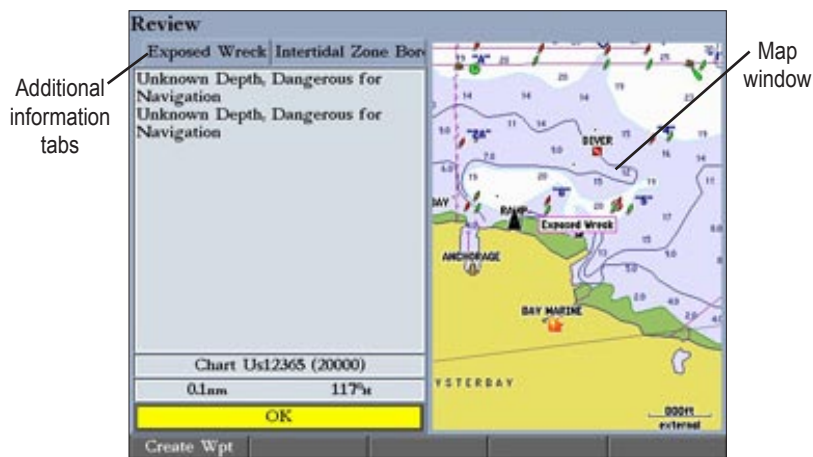 Review
Exposed Wreck Intertidal Zone Bor
Unknown Depth, Dangerous for
Navigation
Unknown Depth, Dangerous for
Navigation
Chart Us12365 (20000)
0.1nm 117°M
OK
Create Wpt
Additional
information
tabs
Map
window
"A"
"2A"
DIVER
RAMP
Exposed Wreck
ANCHORAGE
BAY MARINE
YSTERBAY
external